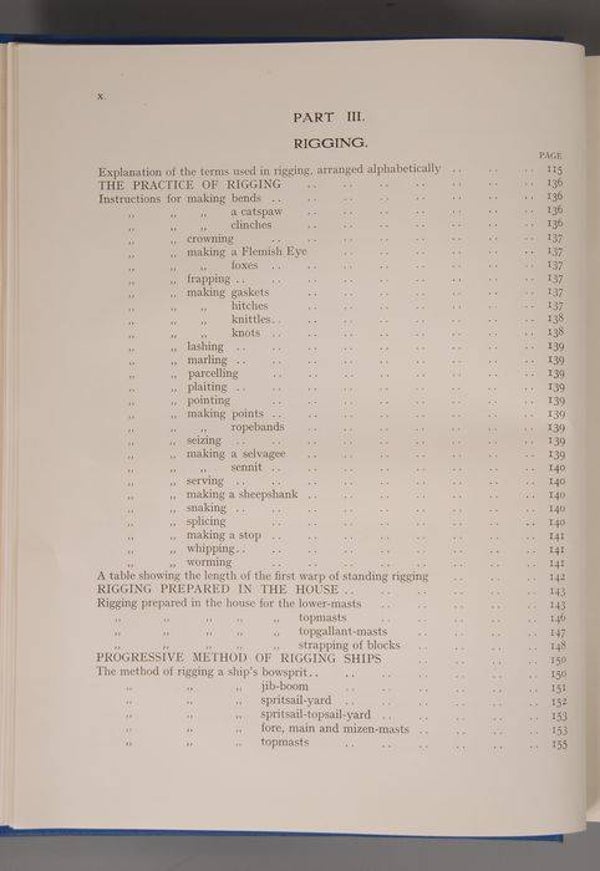 x.
PART III.
RIGGING.
PAGE
Explanation of the terms used in rigging, arranged alphabetically .. .. .. 115
THE PRACTICE OF RIGGING .. .. .. .. .. .. .. 136
Instructions for making bends .. .. .. .. .. .. .. .. 136
,, ,, ,, a catspaw .. .. .. .. .. .. .. 136
,, ,, ,, clinches .. .. .. .. .. .. .. 136
,, ,, crowning .. .. .. .. .. .. .. .. 137
,, ,, making a Flemish Eye .. .. .. .. .. .. 137
,, ,, ,, foxes .. .. .. .. .. .. .. .. 137
,, ,, frapping .. .. .. .. .. .. .. .. .. 137
,, ,, making gaskets .. .. .. .. .. .. .. 137
,, ,, ,, hitches .. .. .. .. .. .. .. 137
,, ,, ,, knittles.. .. .. .. .. .. .. .. 138
,, ,, ,, knots .. .. .. .. .. .. .. .. 138
,, ,, lashing .. .. .. .. .. .. .. .. .. 139
,, ,, marling .. .. .. .. .. .. .. .. .. 139
,, ,, parcelling .. .. .. .. .. .. .. .. 139
,, ,, plaiting .. .. .. .. .. .. .. .. .. 139
,, ,, pointing .. .. .. .. .. .. .. .. 139
,, ,, making points .. .. .. .. .. .. .. .. 139
,, ,, ,, ropebands .. .. .. .. .. .. .. 139
,, ,, seizing .. .. .. .. .. .. .. .. .. 139
,, ,, making a selvagee .. .. .. .. .. .. .. 139
,, ,, ,, sennit .. .. .. .. .. .. .. .. 140
,, ,, serving .. .. .. .. .. .. .. .. .. 140
,, ,, making a sheepshank .. .. .. .. .. .. .. 140
,, ,, snaking .. .. .. .. .. .. .. .. .. 140
,, ,, splicing .. .. .. .. .. .. .. .. 140
,, ,, making a stop .. .. .. .. .. .. .. .. 141
,, ,, whipping.. .. .. .. .. .. .. .. .. 141
,, ,, worming .. .. .. .. .. .. .. .. 141
A table showing the length of the first warp of standing rigging .. .. .. 142
RIGGING PREPARED IN THE HOUSE .. .. .. .. .. .. 143
Rigging prepared in the house for the lower-masts .. .. .. .. .. 143
,, ,, ,, ,, ,, topmasts .. .. .. .. .. 146
,, ,, ,, ,, ,, topgallant-masts .. .. .. .. 147
,, ,, ,, ,, ,, strapping of blocks .. .. .. .. 148
PROGRESSIVE METHOD OF RIGGING SHIPS .. .. .. .. 150
The method of rigging a ship's bowsprit.. .. .. .. .. .. .. 150
,, ,, ,, jib-boom .. .. .. .. .. .. 151
,, ,, ,, spritsail-yard .. .. .. .. .. .. 152
,, ,, ,, spritsail-topsail-yard .. .. .. .. .. 153
,, ,, ,, fore, main and mizen-masts .. .. .. .. 153
,, ,, ,, topmasts .. .. .. .. .. .. 155